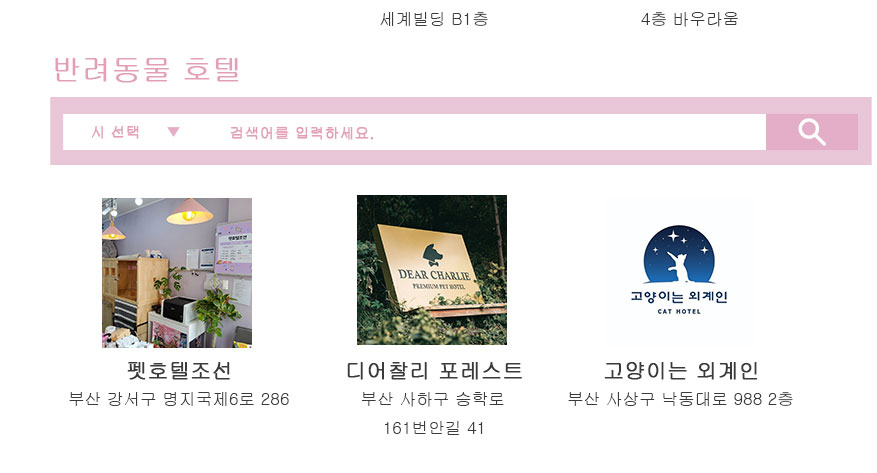 세계빌딩 B1층
4층 바우라움
반려동물 호텔
시 선택 ▼
검색어를 입력하세요.
펫호텔조선
DEAR CHARLIE
PREMIUM PET HOTEL
고양이는 외계인
CAT HOTEL
펫호텔조선
부산 강서구 명지국제6로 286
디어찰리 포레스트
부산 사하구 승학로
161번안길 41
고양이는 외계인
부산 사상구 낙동대로 988 2층